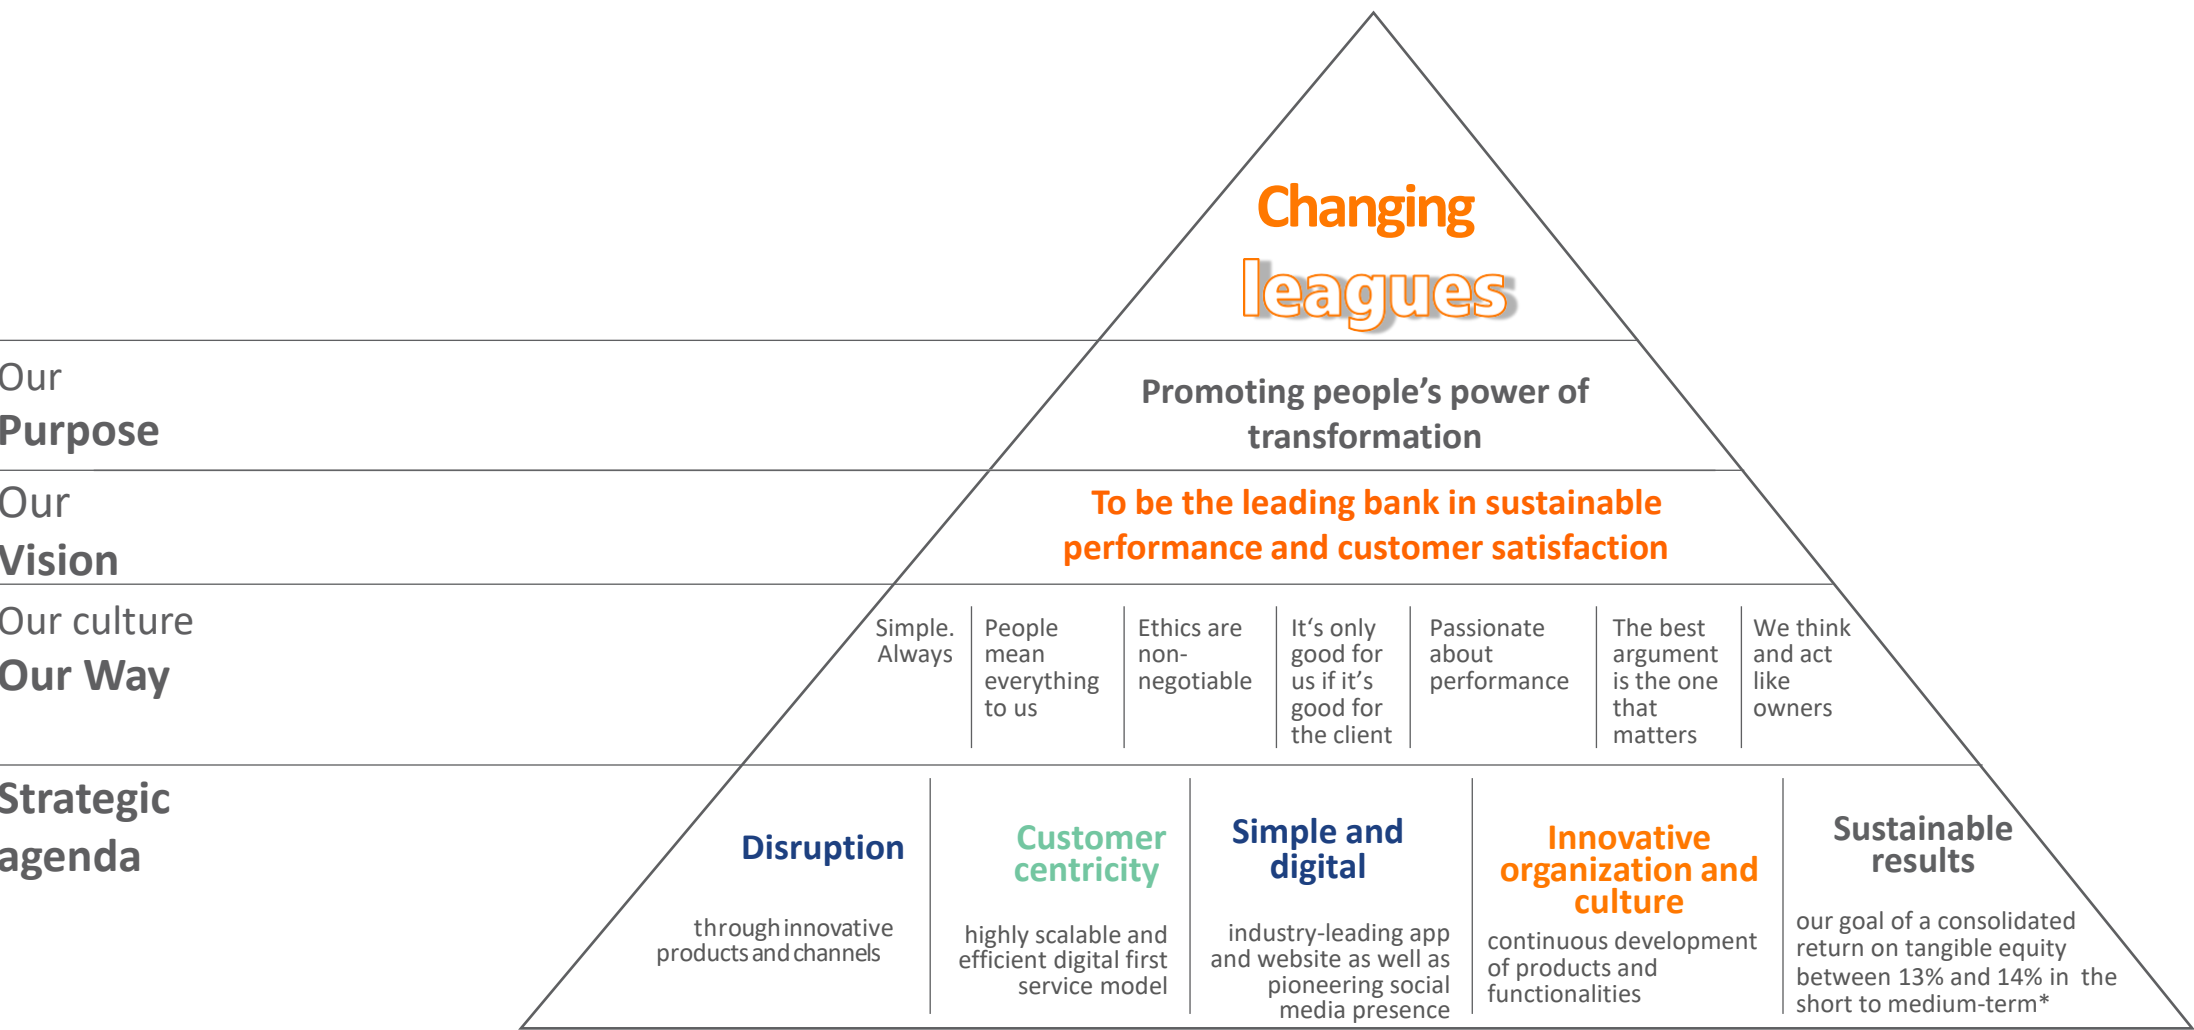 Changing
leagues
Our
Purpose
Promoting people’s power of
transformation
Our
Vision
To be the leading bank in sustainable
performance and customer satisfaction
Our culture
Our Way
Simple.
Always
People
mean
everything
to us
Ethics are
non-
negotiable
It‘s only
good for
us if it’s
good for
the client
Passionate
about
performance
The best
argument
is the one
that
matters
We think
and act
like
owners
Strategic
agenda
Disruption
through innovative
products and channels
Customer
centricity
highly scalable and
efficient digital first
service model
Simple and
digital
industry-leading app
and website as well as
pioneering social
media presence
Innovative
organization and
culture
continuous development
of products and
functionalities
Sustainable
results
our goal of a consolidated
return on tangible equity
between 13% and 14% in the
short to medium-term*